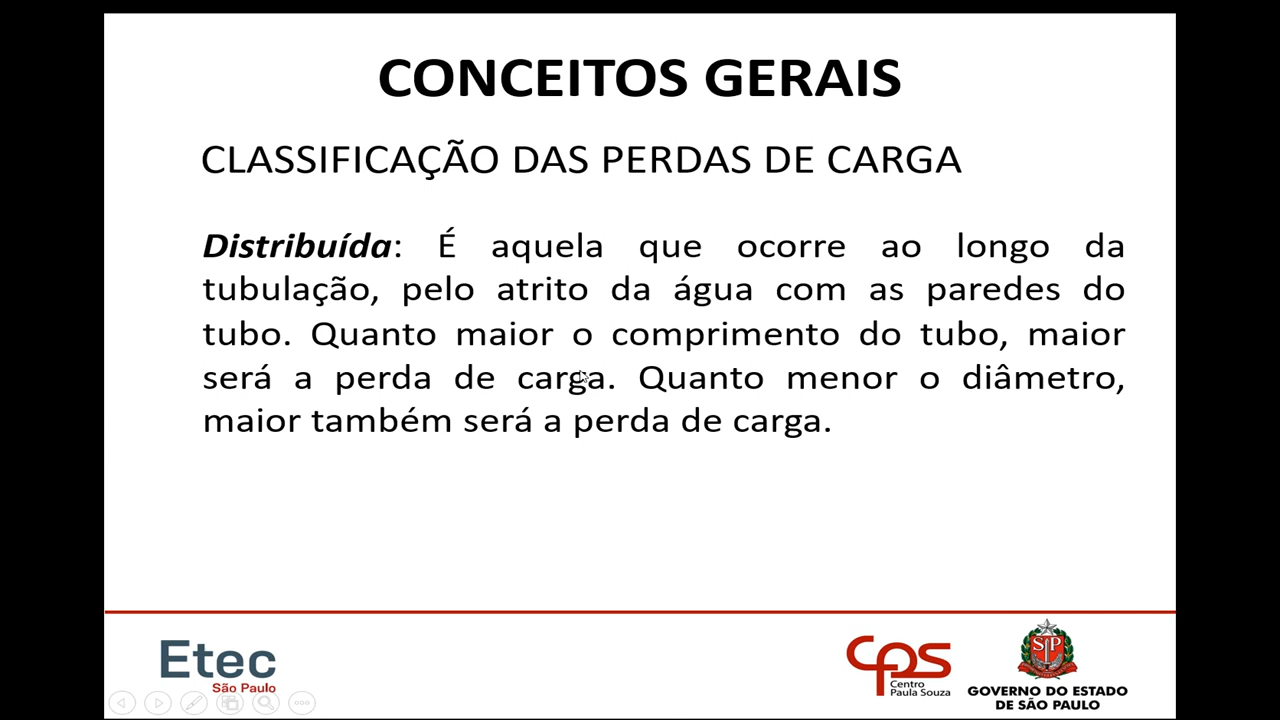 CONCEITOS GERAIS
CLASSIFICAÇÃO DAS PERDAS DE CARGA
Distribuída: É aquela que ocorre ao longo da
tubulação, pelo atrito da água com as paredes do
tubo. Quanto maior o comprimento do tubo, maior
será a perda de carga. Quanto menor o diâmetro,
maior também será a perda de carga.
Etec
São Paulo
cps
Centro
Paula Souza
SP
GOVERNO DO ESTADO
DE SÃO PAULO